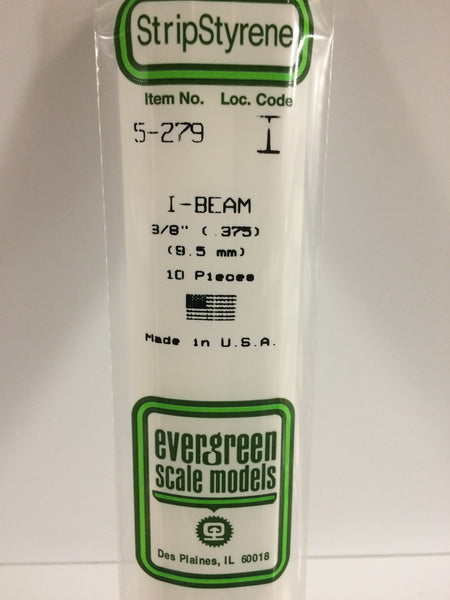 StripStyrene
Item No. Loc. Code
5-279 I
I-BEAM
3/8" (.375)
(9.5 mm)
10 Pieces
Made in U.S.A.
evergreen
scale models
Des Plaines, IL 60018